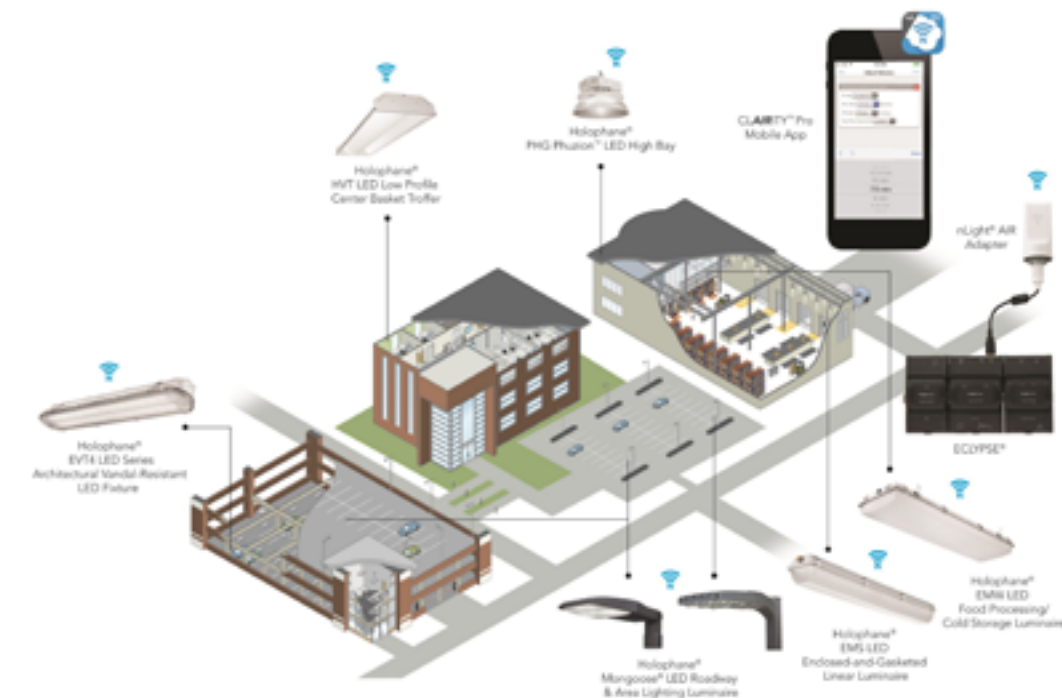 Holophane®
HVT LED Low Profile
Center Basket Troffer
Holophane®
PHG Phuzion™ LED High Bay
CLAIRITY™ Pro
Mobile App
nLight® AIR
Adapter
ECLYPSE®
Holophane®
EVT4 LED Series
Architectural Vandal-Resistant
LED Fixture
Holophane®
Mongoose® LED Roadway
& Area Lighting Luminaire
Holophane®
EMS LED
Enclosed-and-Gasketed
Linear Luminaire
Holophane®
LED
Food Processing/
Cold Storage Luminaire